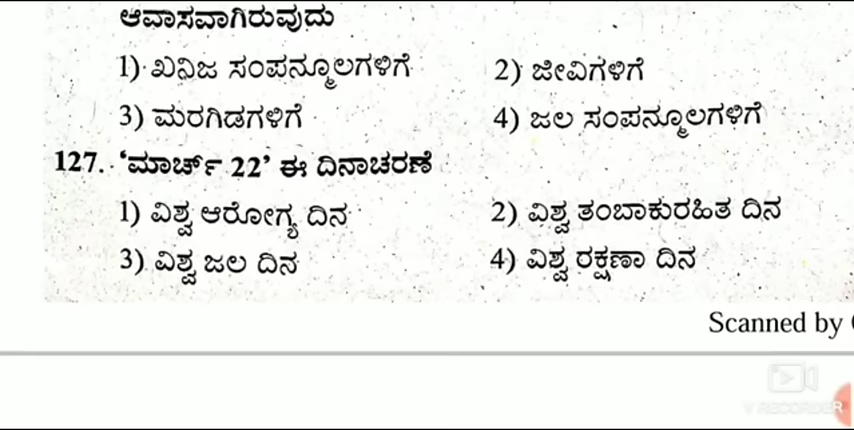 ಆವಾಸವಾಗಿರುವುದು
1) ಖನಿಜ ಸಂಪನ್ಮೂಲಗಳಿಗೆ 2) ಜೀವಿಗಳಿಗೆ
3) ಮರಗಿಡಗಳಿಗೆ 4) ಜಲ ಸಂಪನ್ಮೂಲಗಳಿಗೆ
127. 'ಮಾರ್ಚ್ 22' ಈ ದಿನಾಚರಣೆ
1) ವಿಶ್ವ ಆರೋಗ್ಯ ದಿನ 2) ವಿಶ್ವ ತಂಬಾಕುರಹಿತ ದಿನ
3) ವಿಶ್ವ ಜಲ ದಿನ 4) ವಿಶ್ವ ರಕ್ಷಣಾ ದಿನ
Scanned by
V RECORDER